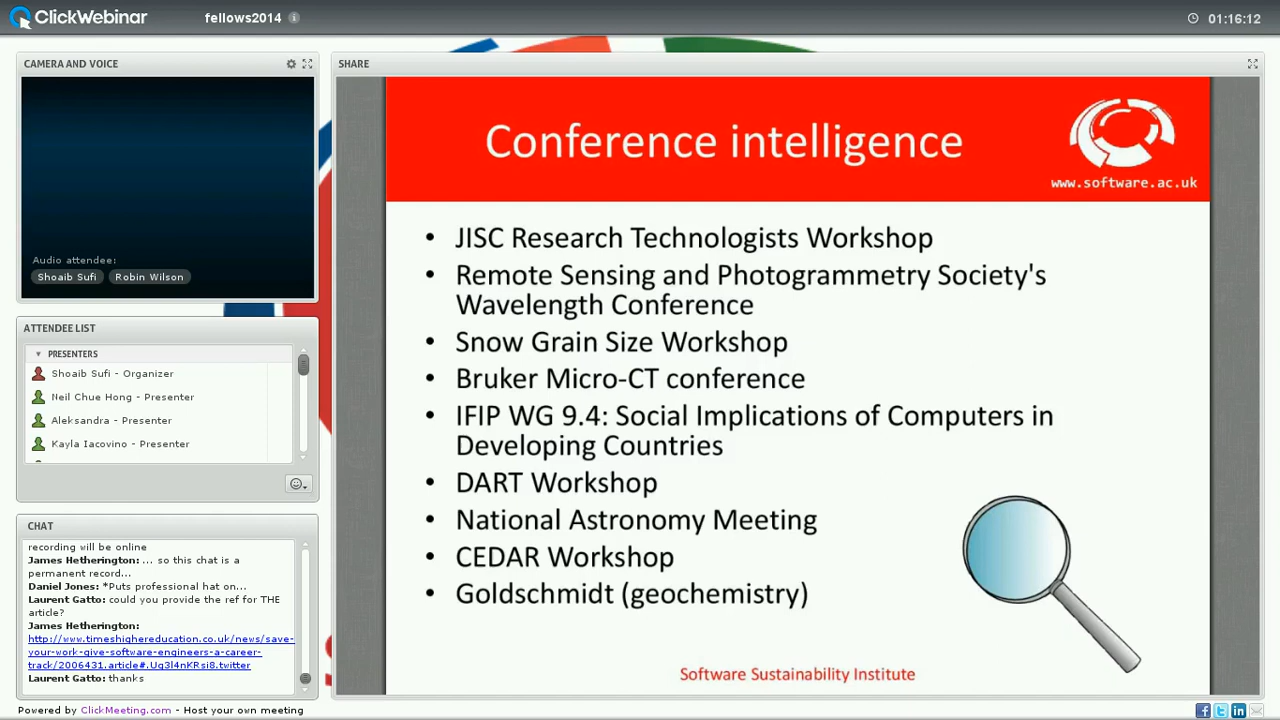 ClickWebinar
fellows2014
01:16:12
CAMERA AND VOICE
Audio attendee:
Shoaib Sufi Robin Wilson
ATTENDEE LIST
PRESENTERS
Shoaib Sufi - Organizer
Neil Chue Hong - Presenter
Aleksandra - Presenter
Kayla Iacovino - Presenter
CHAT
recording will be online
James Hetherington: ... so this chat is a
permanent record...
Daniel Jones: *Puts professional hat on...
Laurent Gatto: could you provide the ref for THE
article?
James Hetherington:
http://www.timeshighereducation.co.uk/news/save-
your-work-give-software-engineers-a-career-
track/2006431.article#.Ug3l4nKRsi8.twitter
Laurent Gatto: thanks
SHARE
Conference intelligence
www.software.ac.uk
• JISC Research Technologists Workshop
• Remote Sensing and Photogrammetry Society's
Wavelength Conference
• Snow Grain Size Workshop
• Bruker Micro-CT conference
• IFIP WG 9.4: Social Implications of Computers in
Developing Countries
• DART Workshop
• National Astronomy Meeting
• CEDAR Workshop
• Goldschmidt (geochemistry)
Software Sustainability Institute
Powered by ClickMeeting.com - Host your own meeting